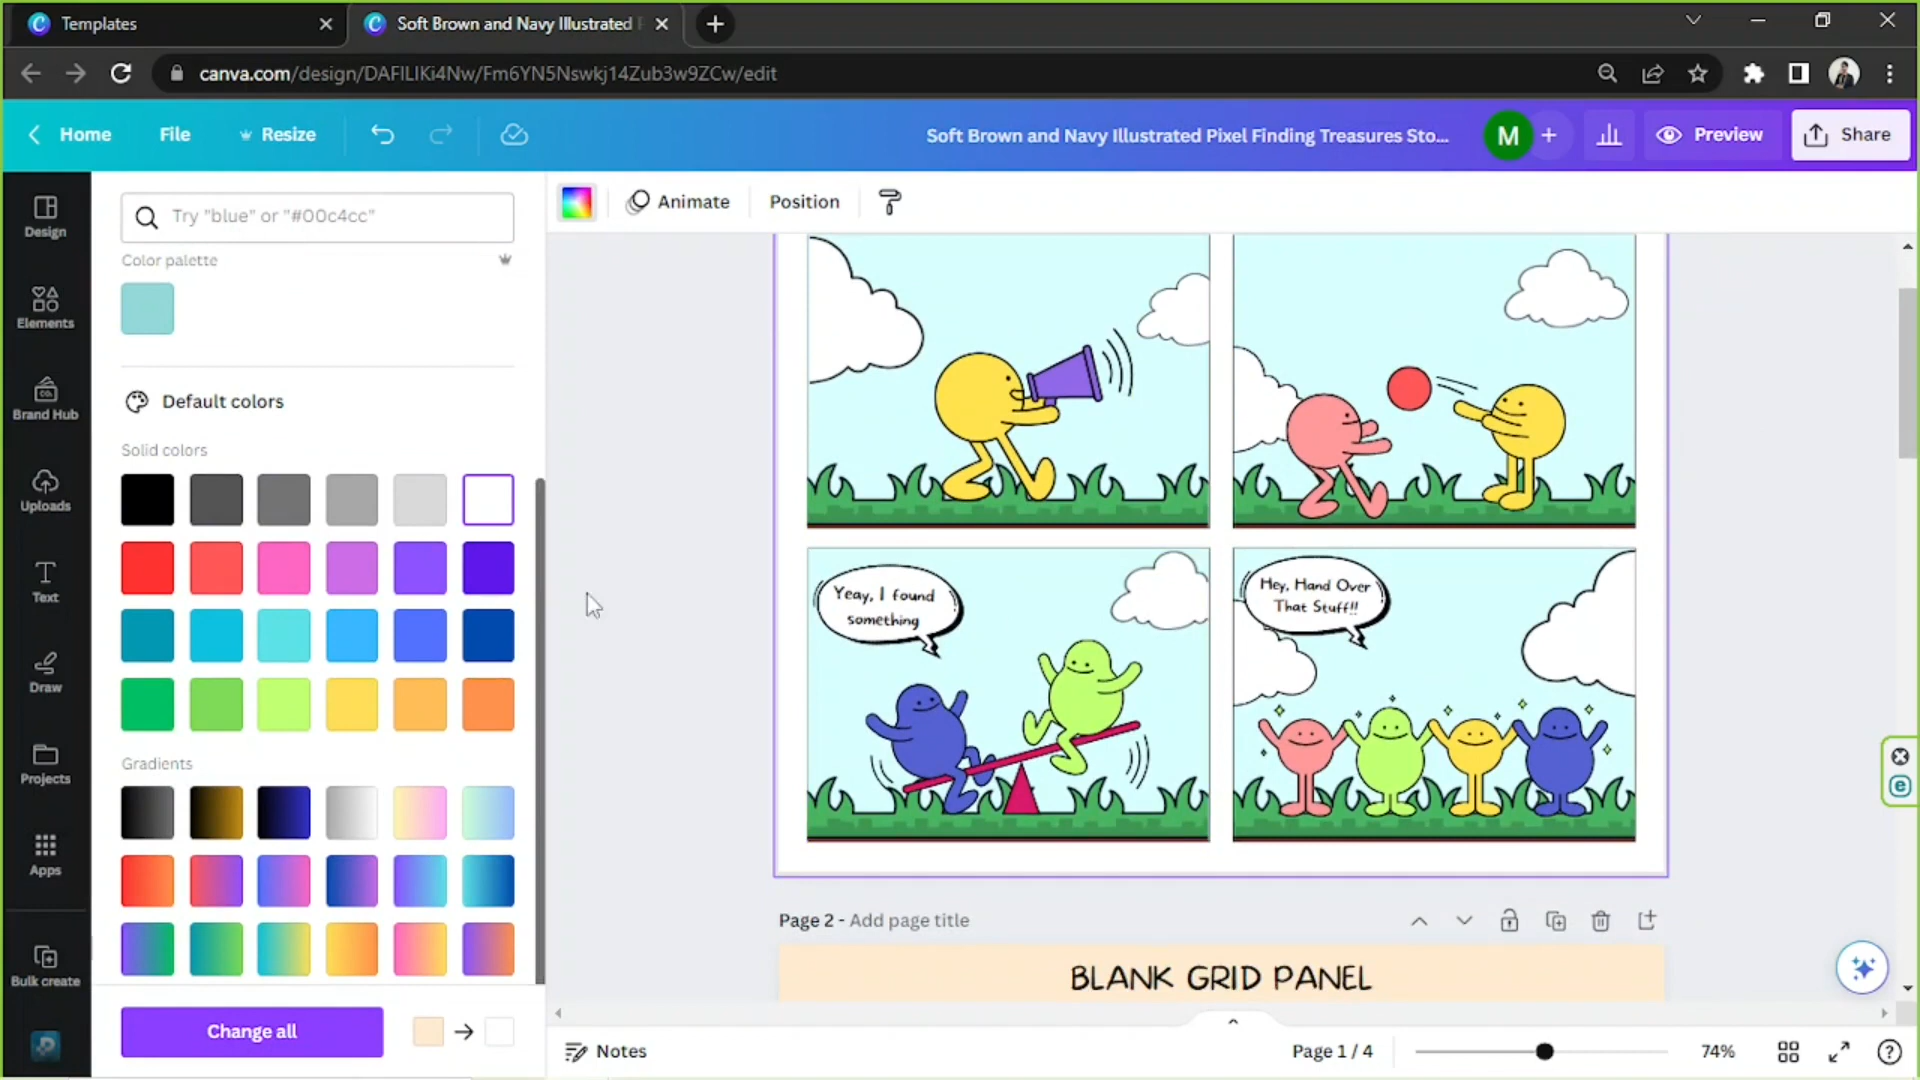 Templates
Soft Brown and Navy Illustrated
canva.com/design/DAFlLIKi4Nw/Fm6YN5Nswkj14Zub3w9ZCw/edit
Home
File
Resize
Soft Brown and Navy Illustrated Pixel Finding Treasures Sto...
M
Preview
Share
Design
Elements
Brand Hub
Uploads
Text
Draw
Projects
Apps
Bulk create
Try "blue" or "#00c4cc"
Color palette
Default colors
Solid colors
Gradients
Change all
Animate
Position
Yeay, I found
something
Hey, Hand Over
That Stuff!!
Page 2 - Add page title
BLANK GRID PANEL
Notes
Page 1 / 4
74%